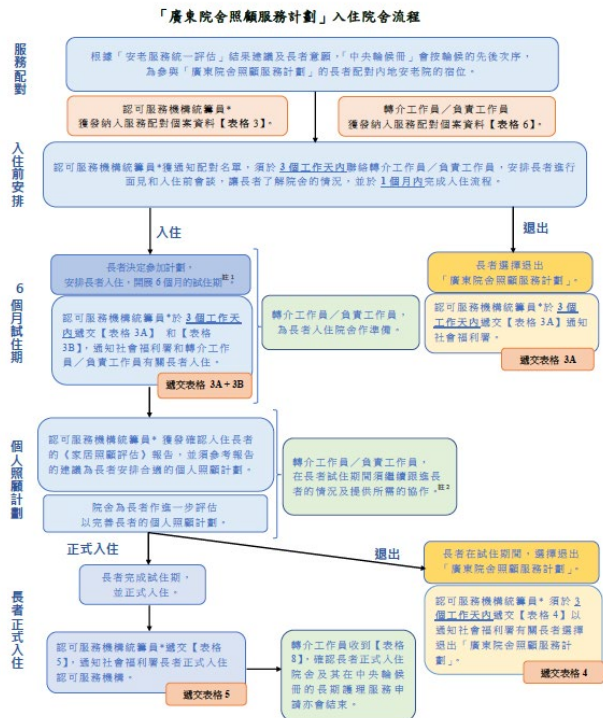 「廣東院舍照顧服務計劃」入住院舍流程
服務配對
根據「安老服務統一評估」結果建議及長者意願，「中央輪候冊」會按輪候的先後次序，
為參與「廣東院舍照顧服務計劃」的長者配對內地安老院的宿位。
認可服務機構統籌員*
獲發納入服務配對個案資料【表格 3】。
轉介工作員／負責工作員
獲發納入服務配對個案資料【表格 6】。
入住前安排
認可服務機構統籌員*獲通知配對名單，須於 3 個工作天內聯絡轉介工作員／負責工作員，安排長者進行
面見和入住前會談，讓長者了解院舍的情況，並於 1 個月內完成入住流程。
入住
退出
6個月試住期
長者決定參加計劃，
安排長者入住，開展 6 個月的試住期。註 1
認可服務機構統籌員*於 3 個工作天
內遞交【表格 3A】 和【表格
3B】，通知社會福利署和轉介工作
員／負責工作員有關長者入住。
遞交表格 3A + 3B
轉介工作員／負責工作員，
為長者入住院舍作準備。
長者選擇退出
「廣東院舍照顧服務計劃」。
認可服務機構統籌員*於 3 個
工作天內遞交【表格 3A】通知
社會福利署。
遞交表格 3A
個人照顧計劃
認可服務機構統籌員* 獲發確認入住長者
的《家居照顧評估》報告，並須參考報告
的建議為長者安排合適的個人照顧計劃。
院舍為長者作進一步評估
以完善長者的個人照顧計劃。
轉介工作員／負責工作員，
在長者試住期間須繼續跟進長
者的情況及提供所需的協作。註 2
正式入住
退出
長者正式入住
長者完成試住期，
並正式入住。
認可服務機構統籌員*遞交【表格
5】，通知社會福利署長者正式入住
認可服務機構。
遞交表格 5
轉介工作員收到【表格
8】，確認長者正式入住
院舍及其在中央輪候冊
的長期護理服務申
請亦會結束。
長者在試住期間，選擇退出
「廣東院舍照顧服務計劃」。
認可服務機構統籌員* 須於 3
個工作天內遞交【表格 4】以
通知社會福利署有關長者選擇
退出「廣東院舍照顧服務計
劃」。
遞交表格 4